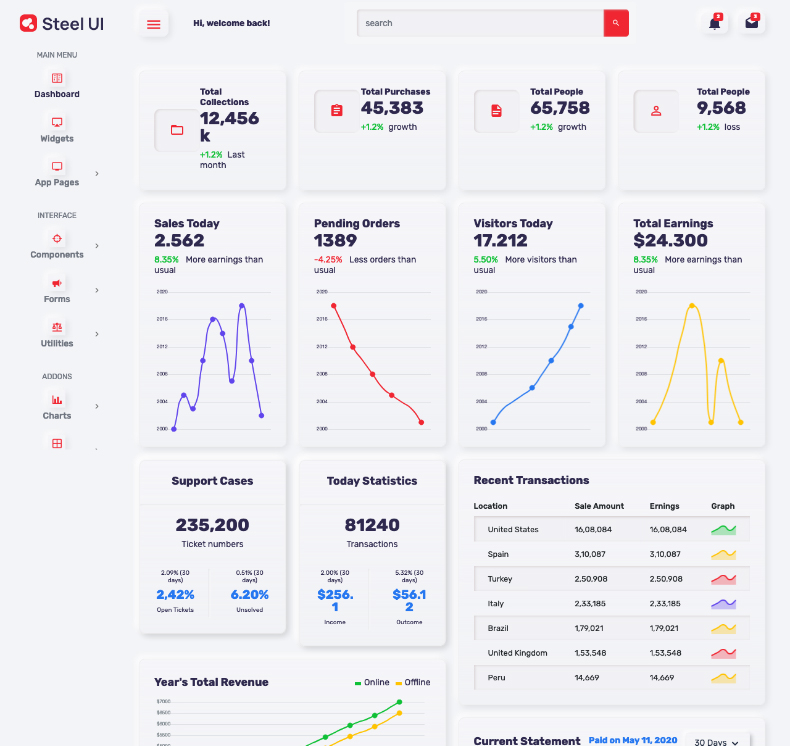 Steel UI
Hi, welcome back!
search
3
3
MAIN MENU
Dashboard
Widgets
App Pages
INTERFACE
Components
Forms
Utilities
ADDONS
Charts
Total
Collections
12,456
k
+1.2% Last
month
Total Purchases
45,383
+1.2% growth
Total People
65,758
+1.2% growth
Total People
9,568
+1.2% loss
Sales Today
2.562
8.35% More earnings than
usual
2020
2016
2012
2008
2004
2000
Pending Orders
1389
-4.25% Less orders than
usual
2020
2016
2012
2008
2004
2000
Visitors Today
17.212
5.50% More visitors than
usual
2020
2016
2012
2008
2004
2000
Total Earnings
$24.300
8.35% More earnings than
usual
2020
2016
2012
2008
2004
2000
Support Cases
235,200
Ticket numbers
2.09% (30
days)
2,42%
Open Tickets
0.51% (30
days)
6.20%
Unsolved
Today Statistics
81240
Transactions
2.00% (30
days)
$256.
1
Income
5.32% (30
days)
$56.1
2
Outcome
Recent Transactions
Location Sale Amount Ernings Graph
United States 16,08,084 16,08,084
Spain 3,10,087 3,10,087
Turkey 2,50,908 2,50,908
Italy 2,33,185 2,33,185
Brazil 1,79,021 1,79,021
United Kingdom 1,53,548 1,53,548
Peru 14,669 14,669
Year's Total Revenue
Online Offline
$7000
$6500
$6000
$5000
Current Statement Paid on May 11, 2020 30 Days